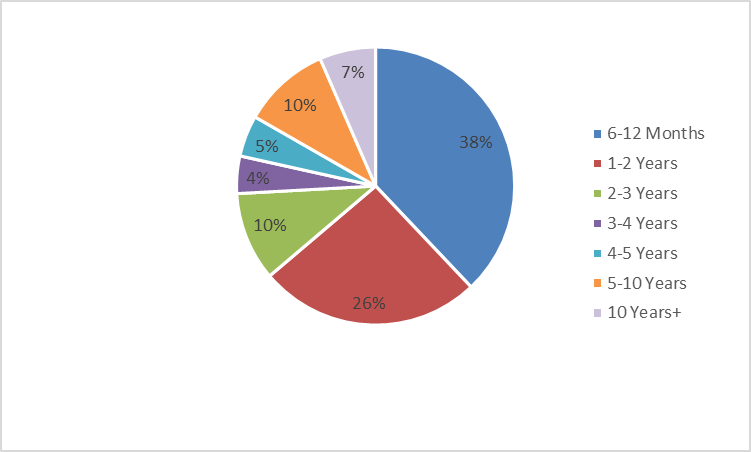 7%
10%
38%
5%
4%
10%
26%
6-12 Months
1-2 Years
2-3 Years
3-4 Years
4-5 Years
5-10 Years
10 Years+